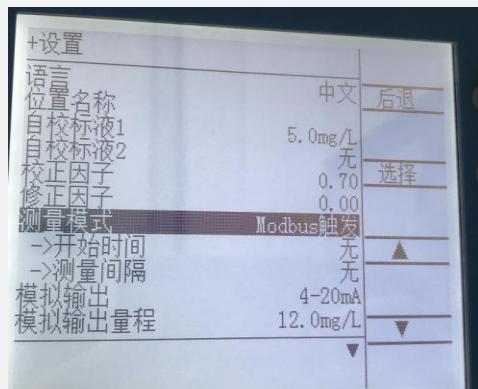 +设置
语言 中文
位置名称
自校标液1 5.0mg/L
自校标液2 无
校正因子 0.70
修正因子 0.00
测量模式 Modbus触发
->开始时间 无
->测量间隔 无
模拟输出 4-20mA
模拟输出量程 12.0mg/L
后退
选择
▲
▼
▼